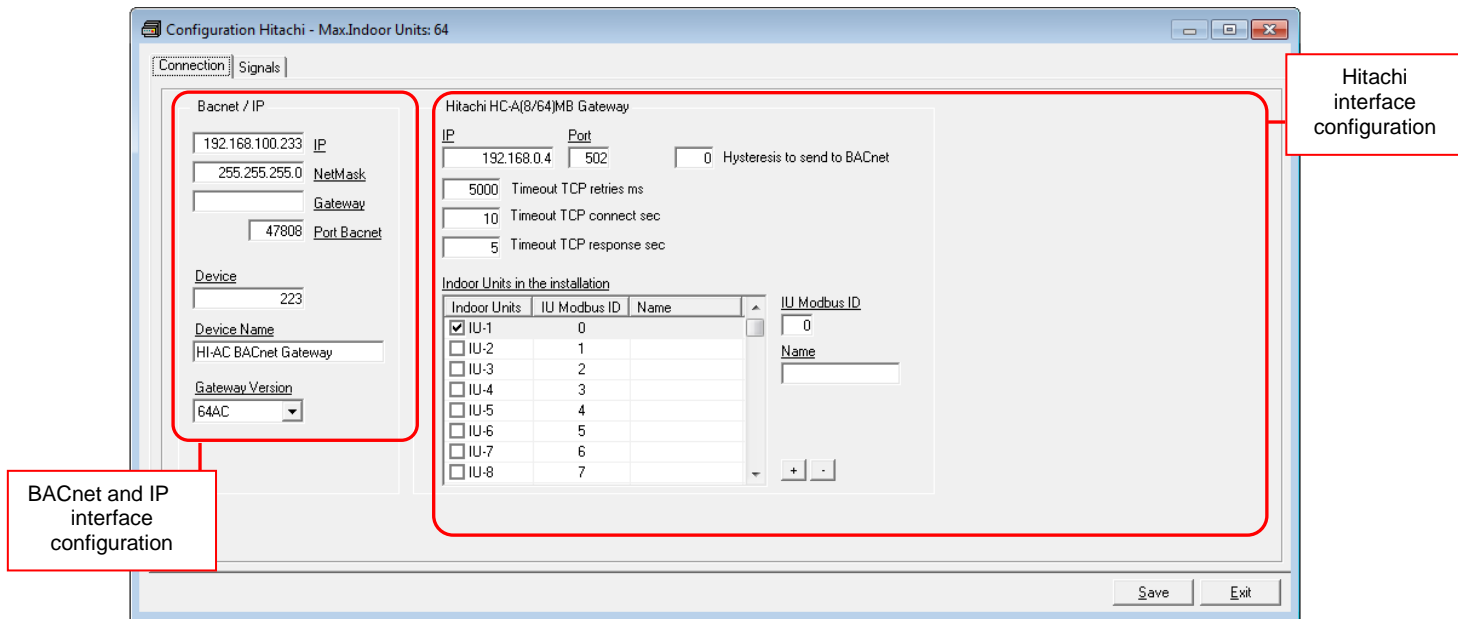 Configuration Hitachi - Max.Indoor Units: 64
Connection Signals
Bacnet / IP
192.168.100.233 IP
255.255.255.0 NetMask
Gateway
47808 Port Bacnet
Device
223
Device Name
HI-AC BACnet Gateway
Gateway Version
64AC
Hitachi HC-A(8/64)MB Gateway
IP Port
192.168.0.4 502 0 Hysteresis to send to BACnet
5000 Timeout TCP retries ms
10 Timeout TCP connect sec
5 Timeout TCP response sec
Indoor Units in the installation
Indoor Units IU Modbus ID Name
IU-1 0
IU-2 1
IU-3 2
IU-4 3
IU-5 4
IU-6 5
IU-7 6
IU-8 7
IU Modbus ID
0
Name
+ -
Hitachi
interface
configuration
BACnet and IP
interface
configuration
Save Exit